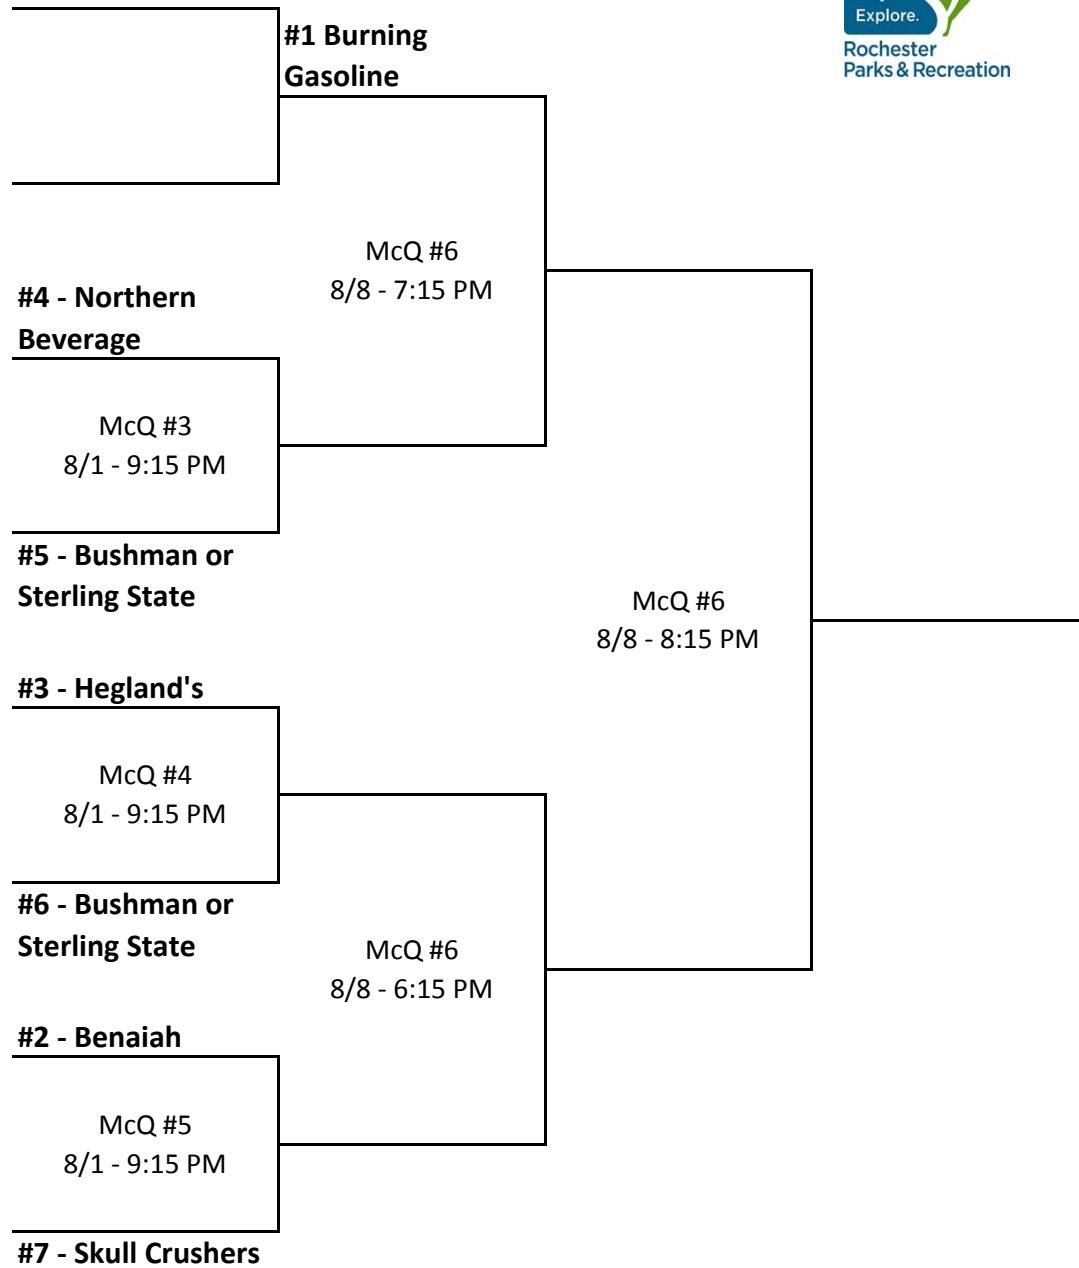 Explore.
Rochester
Parks & Recreation
#1 Burning
Gasoline
McQ #6
8/8 - 7:15 PM
#4 - Northern
Beverage
McQ #3
8/1 - 9:15 PM
#5 - Bushman or
Sterling State
McQ #6
8/8 - 8:15 PM
#3 - Hegland's
McQ #4
8/1 - 9:15 PM
#6 - Bushman or
Sterling State
McQ #6
8/8 - 6:15 PM
#2 - Benaiah
McQ #5
8/1 - 9:15 PM
#7 - Skull Crushers